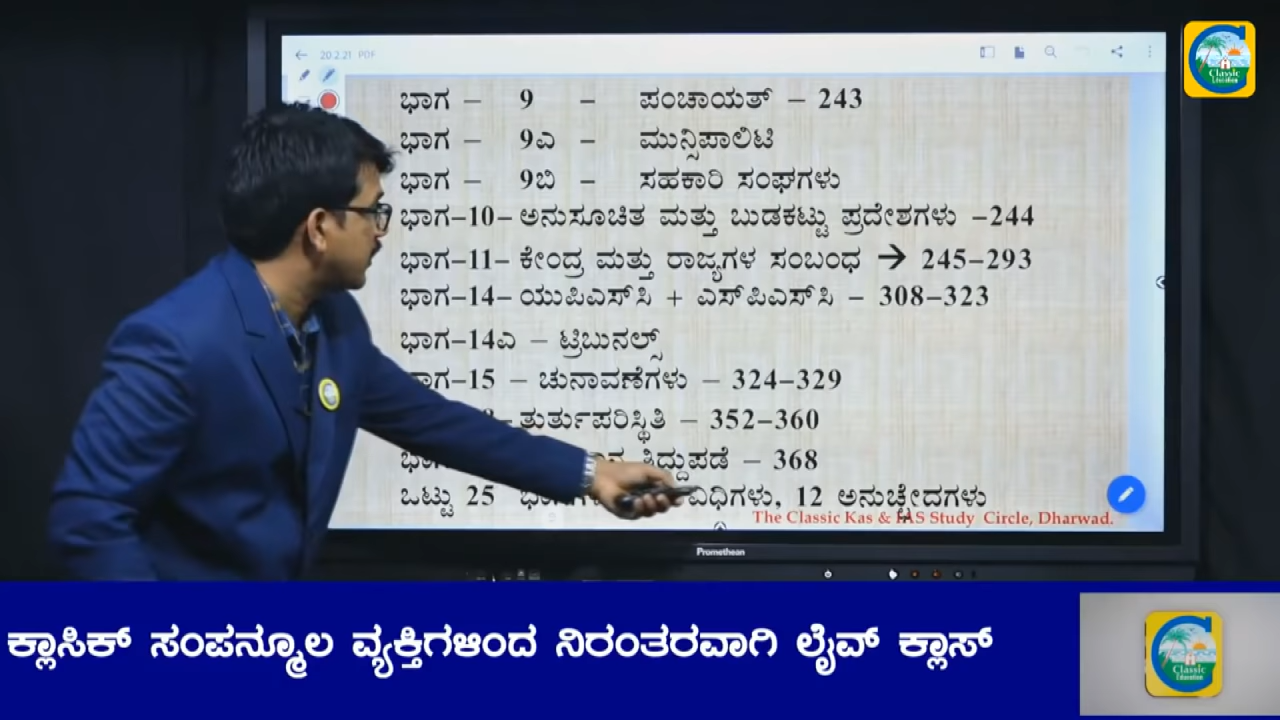 20.2.21 PDF
ಭಾಗ – 9 – ಪಂಚಾಯತ್ – 243
ಭಾಗ – 9ಎ – ಮುನ್ಸಿಪಾಲಿಟಿ
ಭಾಗ – 9ಬಿ – ಸಹಕಾರಿ ಸಂಘಗಳು
ಭಾಗ–10– ಅನುಸೂಚಿತ ಮತ್ತು ಬುಡಕಟ್ಟು ಪ್ರದೇಶಗಳು –244
ಭಾಗ–11– ಕೇಂದ್ರ ಮತ್ತು ರಾಜ್ಯಗಳ ಸಂಬಂಧ → 245–293
ಭಾಗ–14– ಯುಪಿಎಸ್‌ಸಿ + ಎಸ್‌ಪಿಎಸ್‌ಸಿ – 308–323
ಭಾಗ–14ಎ – ಟ್ರಿಬುನಲ್ಸ್
–15 – ಚುನಾವಣೆಗಳು – 324–329
ತುರ್ತುಪರಿಸ್ಥಿತಿ – 352–360
ತಿದ್ದುಪಡೆ – 368
ಒಟ್ಟು 25 ವಿಧಿಗಳು, 12 ಅನುಚ್ಛೇದಗಳು
The Classic Kas & IAS Study Circle, Dharwad.
Promethean
Classic
Education
ಕ್ಲಾಸಿಕ್ ಸಂಪನ್ಮೂಲ ವ್ಯಕ್ತಿಗಳಿಂದ ನಿರಂತರವಾಗಿ ಲೈವ್ ಕ್ಲಾಸ್
Classic
Education